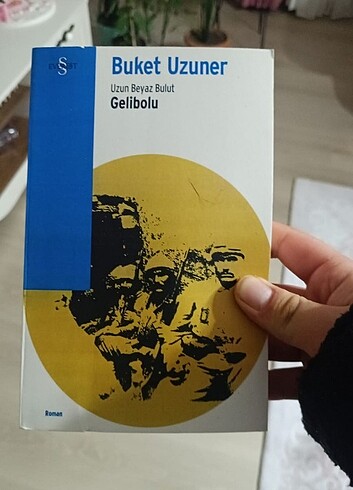 Buket Uzuner
Uzun Beyaz Bulut
Gelibolu
Roman